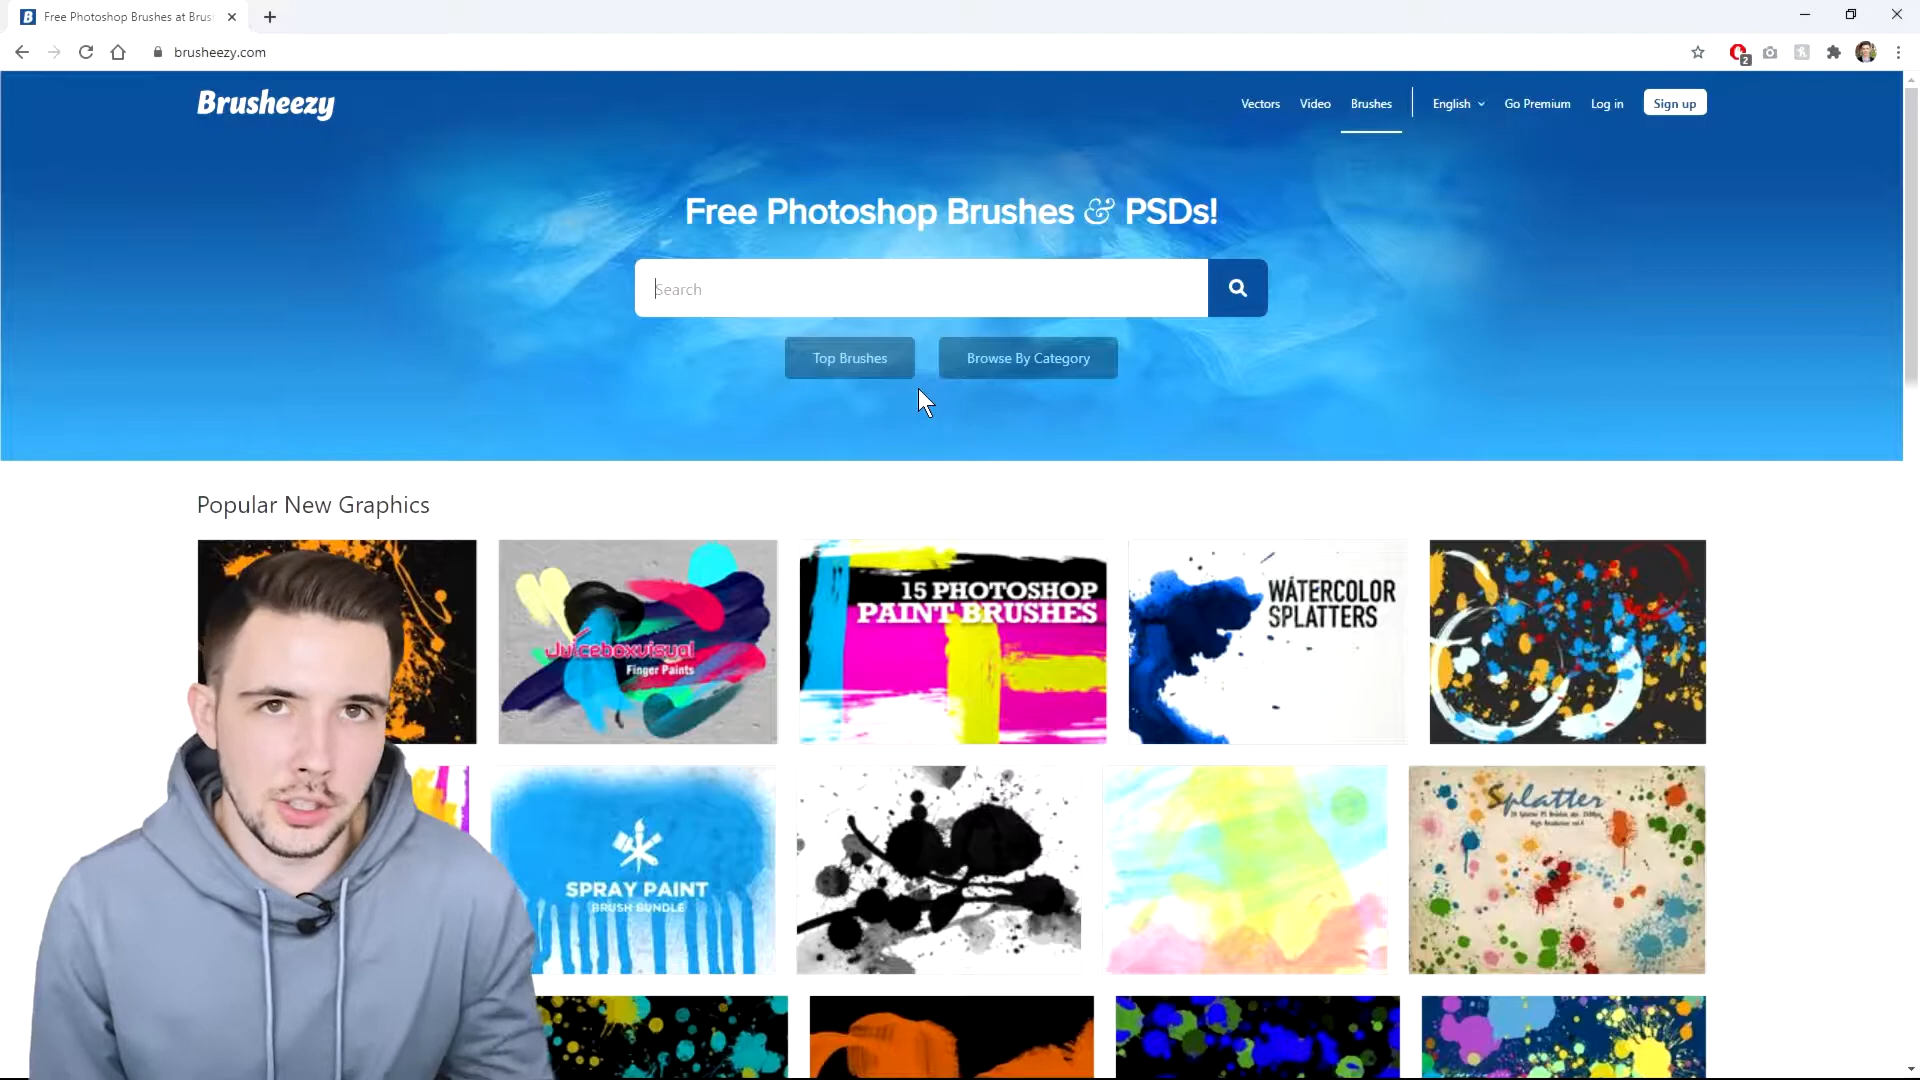 Free Photoshop Brushes at Brus
brusheezy.com
2
Brusheezy
Vectors
Video
Brushes
English
Go Premium
Log in
Sign up
Free Photoshop Brushes & PSDs!
Search
Top Brushes
Browse By Category
Popular New Graphics
Juiceboxvisual
Finger Paints
15 PHOTOSHOP
PAINT BRUSHES
WATERCOLOR
SPLATTERS
SPRAY PAINT
BRUSH BUNDLE
Splatter